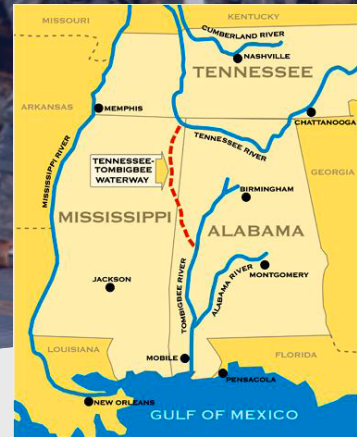 MISSOURI
KENTUCKY
CUMBERLAND RIVER
NASHVILLE
TENNESSEE
ARKANSAS
MEMPHIS
CHATTANOOGA
TENNESSEE RIVER
MISSISSIPPI RIVER
TENNESSEE-
TOMBIGBEE
WATERWAY
GEORGIA
BIRMINGHAM
MISSISSIPPI
ALABAMA
TOMBIGBEE RIVER
ALABAMA RIVER
MONTGOMERY
JACKSON
LOUISIANA
MOBILE
FLORIDA
PENSACOLA
NEW ORLEANS
GULF OF MEXICO